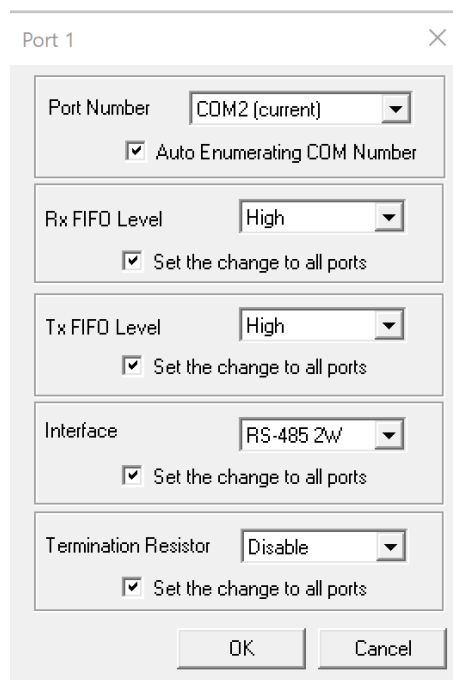 Port 1
Port Number COM2 (current)
Auto Enumerating COM Number
Rx FIFO Level High
Set the change to all ports
Tx FIFO Level High
Set the change to all ports
Interface RS-485 2W
Set the change to all ports
Termination Resistor Disable
Set the change to all ports
OK Cancel